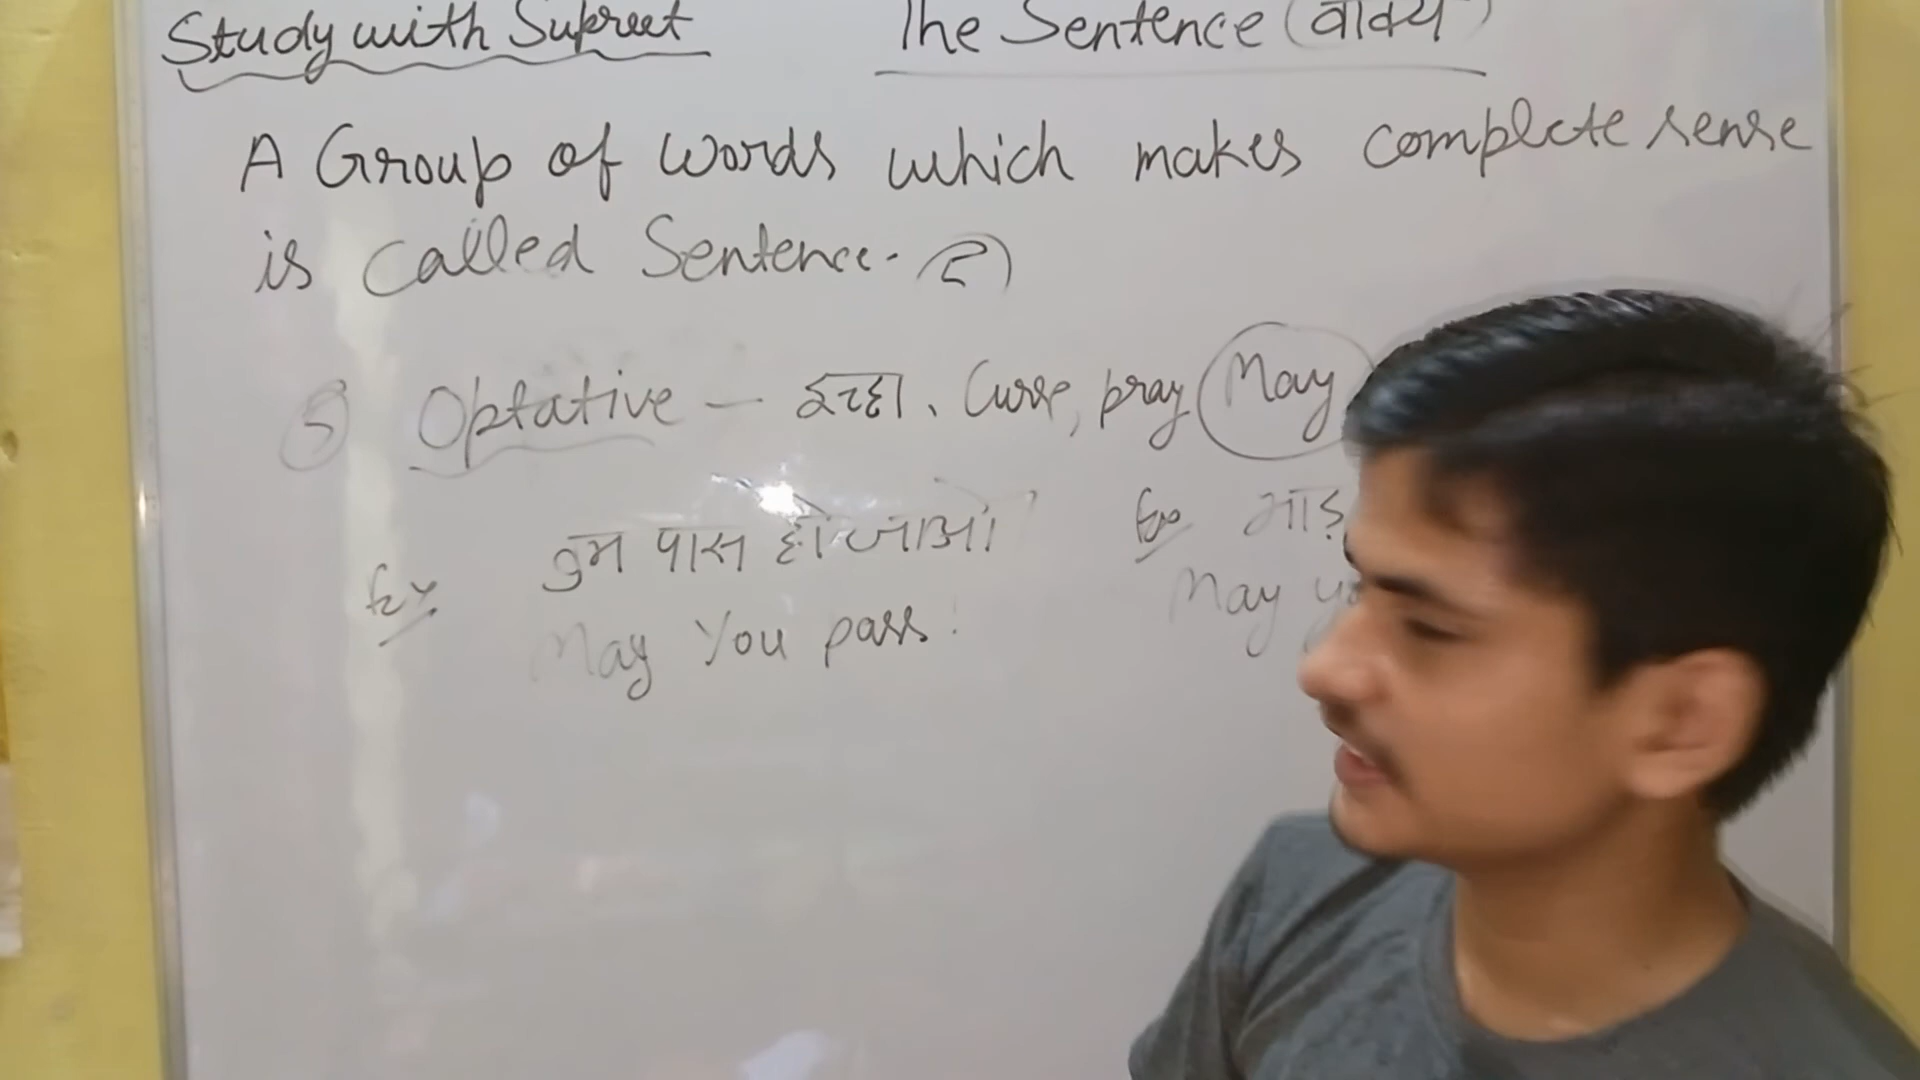 Study with Supreet
The Sentence (वाक्य)
A Group of words which makes complete sense
is called Sentence.
5 Optative — इच्छा, Curse, pray May
Ex तुम पास हो जाओ।
May You pass!
Ex
May